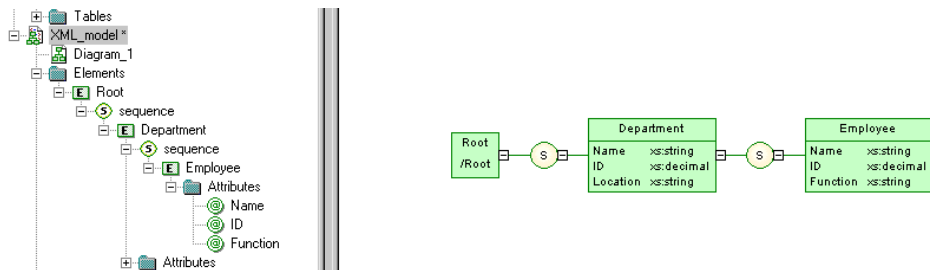 Tables
XML_model *
Diagram_1
Elements
E Root
S sequence
E Department
S sequence
E Employee
Attributes
@ Name
@ ID
@ Function
Attributes
Root
/Root
S
Department
Name xs:string
ID xs:decimal
Location xs:string
S
Employee
Name xs:string
ID xs:decimal
Function xs:string